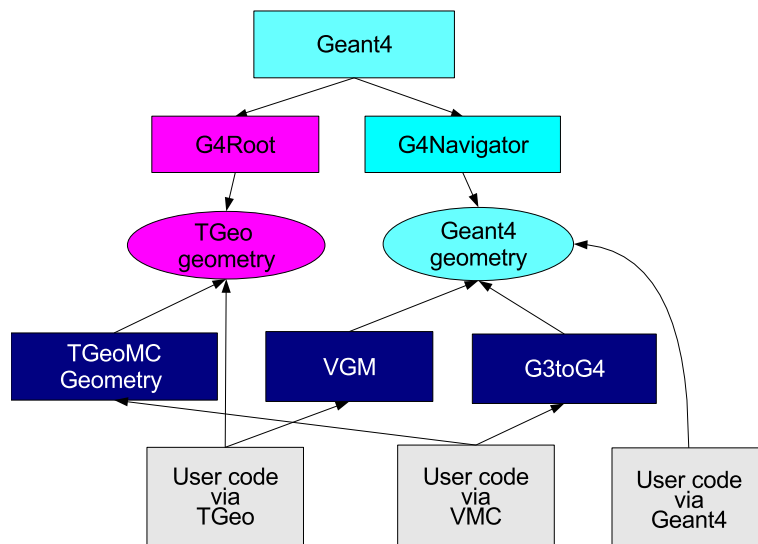 Geant4
G4Root
G4Navigator
TGeo
geometry
Geant4
geometry
TGeoMC
Geometry
VGM
G3toG4
User code
via
TGeo
User code
via
VMC
User code
via
Geant4